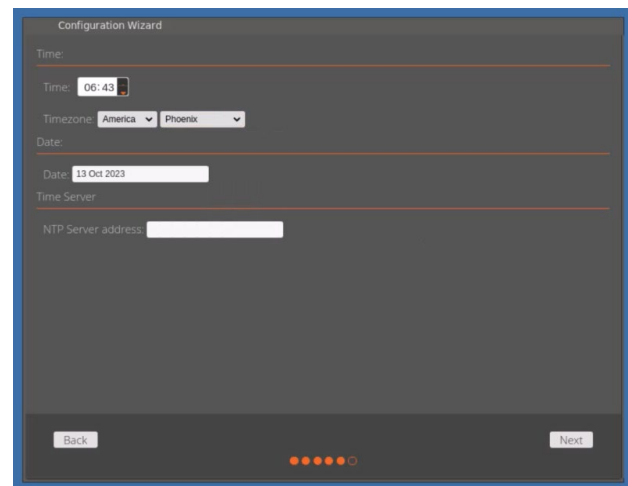 Configuration Wizard
Time:
Time: 06:43
Timezone: America Phoenix
Date:
Date: 13 Oct 2023
Time Server
NTP Server address:
Back Next